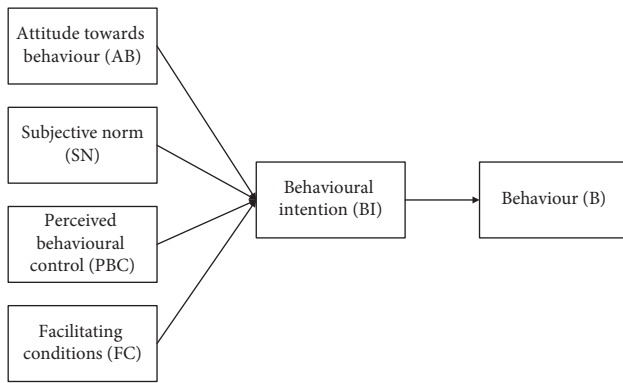 Attitude towards
behaviour (AB)
Subjective norm
(SN)
Perceived
behavioural
control (PBC)
Facilitating
conditions (FC)
Behavioural
intention (BI)
Behaviour (B)